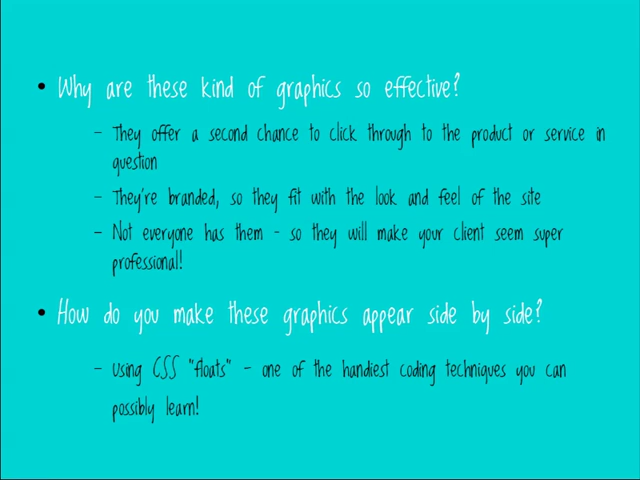 • Why are these kind of graphics so effective?
– They offer a second chance to click through to the product or service in
question
– They're branded, so they fit with the look and feel of the site
– Not everyone has them - so they will make your client seem super
professional!
• How do you make these graphics appear side by side?
– Using CSS "floats" - one of the handiest coding techniques you can
possibly learn!